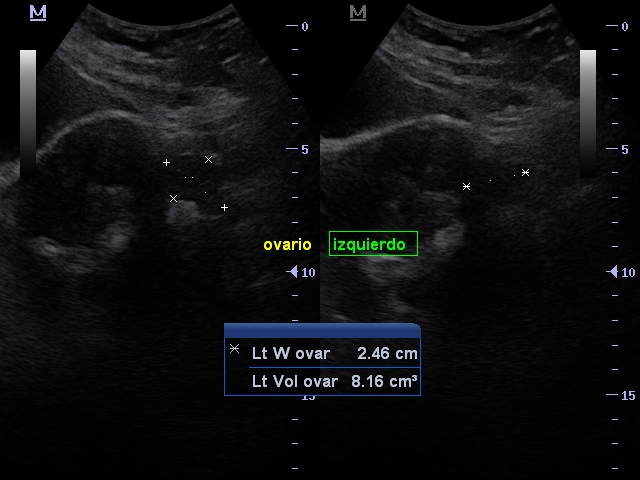 M M
0 0
5 5
ovario izquierdo
10 10
Lt W ovar 2.46 cm
Lt Vol ovar 8.16 cm³
15 15